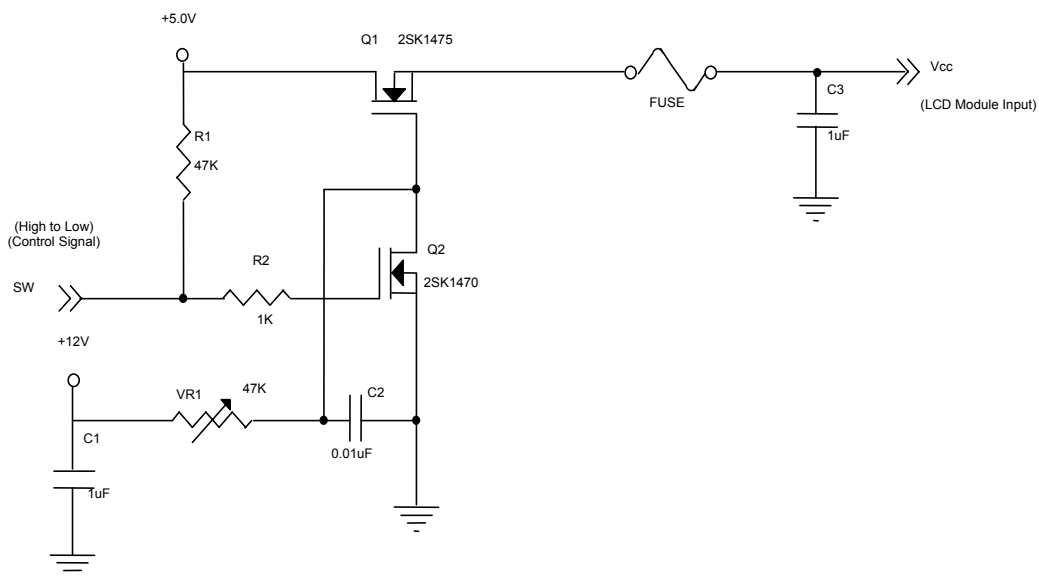 +5.0V
Q1 2SK1475
Vcc
FUSE
C3
(LCD Module Input)
R1
1uF
47K
(High to Low)
(Control Signal)
Q2
R2
2SK1470
SW
1K
+12V
VR1
47K
C2
C1
0.01uF
1uF